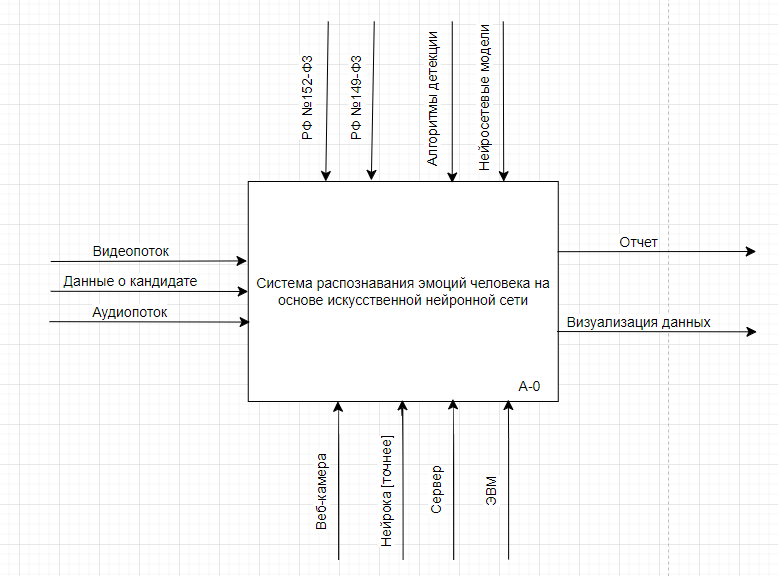 РФ №152-ФЗ
РФ №149-ФЗ
Алгоритмы детекции
Нейросетевые модели
Видеопоток
Данные о кандидате
Аудиопоток
Система распознавания эмоций человека на
основе искусственной нейронной сети
А-0
Отчет
Визуализация данных
Веб-камера
Нейрока [точнее]
Сервер
ЭВМ